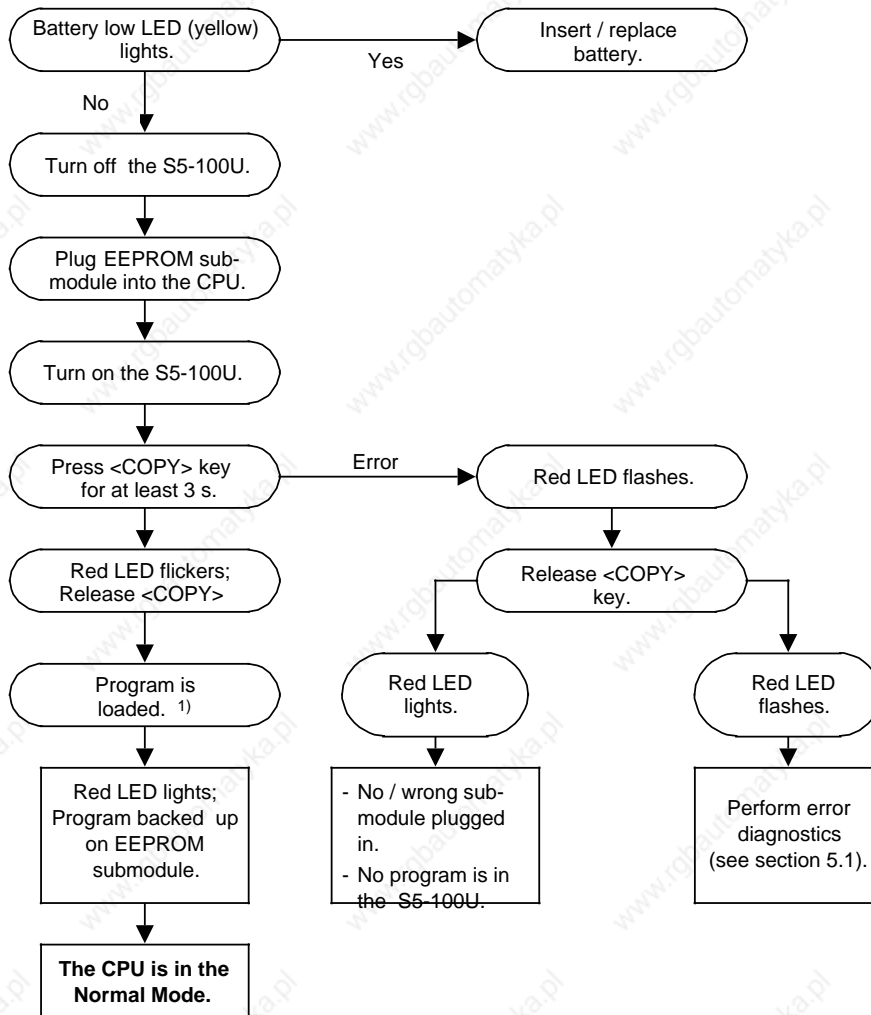 Battery low LED (yellow)
lights.
Yes
Insert / replace
battery.
No
Turn off the S5-100U.
Plug EEPROM sub-
module into the CPU.
Turn on the S5-100U.
Press <COPY> key
for at least 3 s.
Error
Red LED flashes.
Red LED flickers;
Release <COPY>
Release <COPY>
key.
Program is
loaded. 1)
Red LED
lights.
Red LED
flashes.
Red LED lights;
Program backed up
on EEPROM
submodule.
- No / wrong sub-
module plugged
in.
- No program is in
the S5-100U.
Perform error
diagnostics
(see section 5.1).
The CPU is in the
Normal Mode.
www.rgbautomatyka.pl